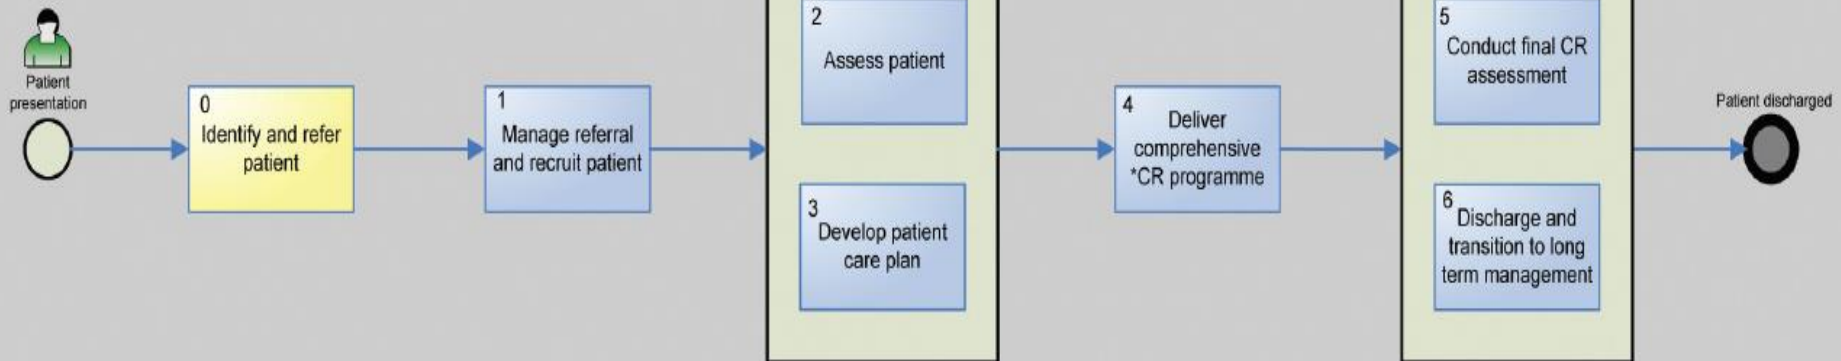 Patient
presentation
0
Identify and refer
patient
1
Manage referral
and recruit patient
2
Assess patient
3
Develop patient
care plan
4
Deliver
comprehensive
*CR programme
5
Conduct final CR
assessment
6
Discharge and
transition to long
term management
Patient discharged